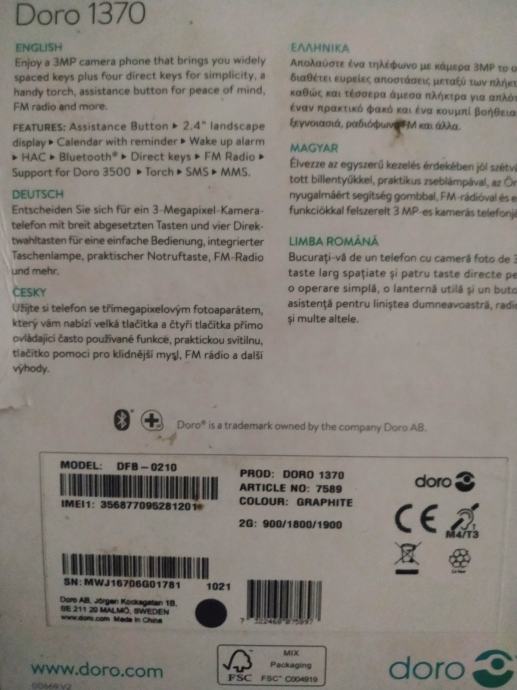 Doro 1370
ENGLISH
Enjoy a 3MP camera phone that brings you widely
spaced keys plus four direct keys for simplicity, a
handy torch, assistance button for peace of mind,
FM radio and more.
FEATURES: Assistance Button ▸ 2.4" landscape
display ▸ Calendar with reminder ▸ Wake up alarm
▸ HAC ▸ Bluetooth® ▸ Direct keys ▸ FM Radio ▸
Support for Doro 3500 ▸ Torch ▸ SMS ▸ MMS.
DEUTSCH
Entscheiden Sie sich für ein 3-Megapixel-Kamera-
telefon mit breit abgesetzten Tasten und vier Direk-
twahltasten für eine einfache Bedienung, integrierter
Taschenlampe, praktischer Notruftaste, FM-Radio
und mehr.
ČESKY
Užijte si telefon se třímegapixelovým fotoaparátem,
který vám nabízí velká tlačítka a čtyři tlačítka přímo
ovládající často používané funkce, praktickou svítilnu,
tlačítko pomoci pro klidnější mysl, FM rádio a další
výhody.
ΕΛΛΗΝΙΚΑ
Απολαύστε ένα τηλέφωνο με κάμερα 3MP το
διαθέτει ευρείες αποστάσεις μεταξύ των
καθώς και τέσσερα άμεσα πλήκτρα για
έναν πρακτικό φακό και ένα κουμπί
ξεγνοιασιά, ραδιόφωνο FM και άλλα.
MAGYAR
Élvezze az egyszerű kezelés érdekében jól
tott billentyűkkel, praktikus zseblámpával, az
nyugalmáért segítség gombbal, FM-rádióval és
funkciókkal felszerelt 3 MP-es kamerás
LIMBA ROMÂNĂ
Bucurați-vă de un telefon cu cameră foto de 3
taste larg spațiate și patru taste directe
o operare simplă, o lanternă utilă și un
asistență pentru liniștea dumneavoastră,
și multe altele.
Doro® is a trademark owned by the company Doro AB.
MODEL: DFB-0210
IMEI1: 356877095281201
PROD: DORO 1370
ARTICLE NO: 7589
COLOUR: GRAPHITE
2G: 900/1800/1900
doro
CE
T
M4/T3
SN: MWJ16706G01781 1021
Doro AB, Jörgen Kocksgatan 1B,
SE 211 20 MALMÖ, SWEDEN
www.doro.com Made in China
7 322460 075897
www.doro.com
FSC
MIX
Packaging
FSC® C004919
doro